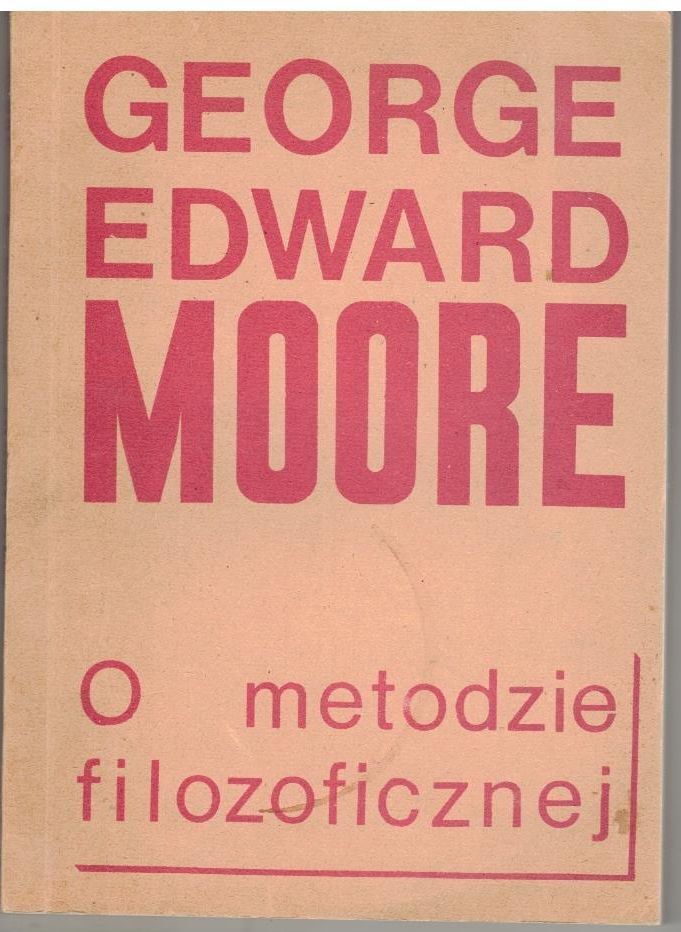 GEORGE
EDWARD
MOORE
O metodzie
filozoficznej